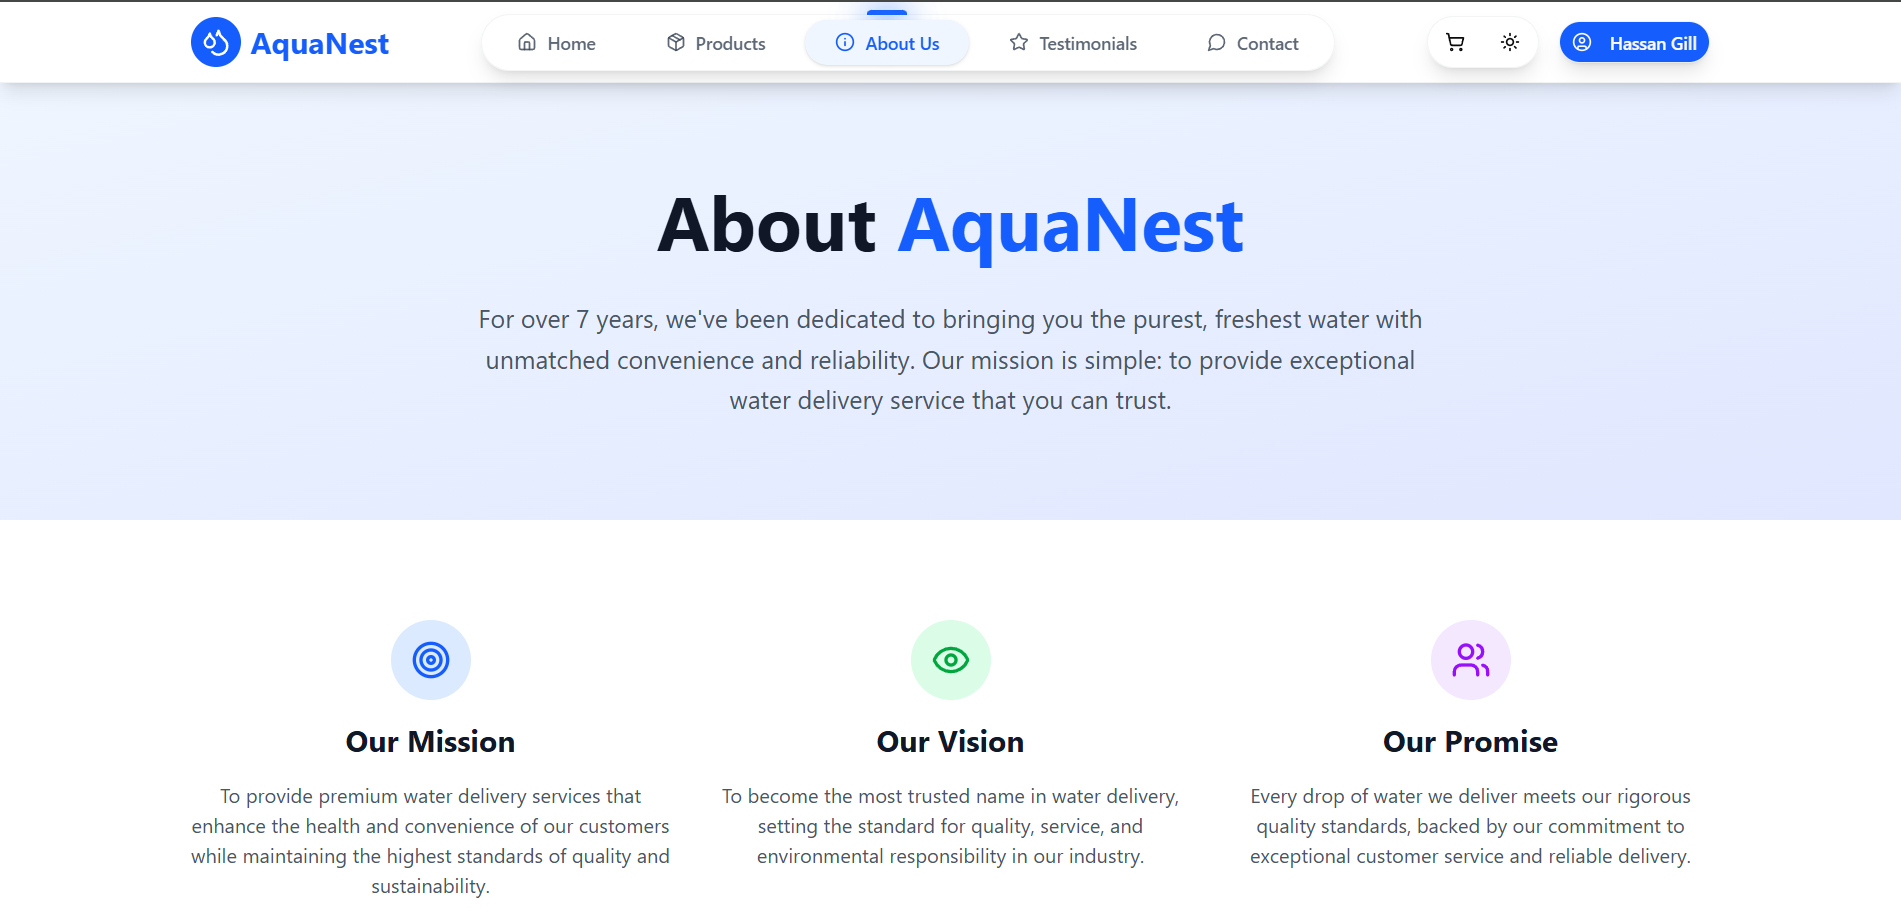 AquaNest
Home
Products
About Us
Testimonials
Contact
Hassan Gill
About AquaNest
For over 7 years, we've been dedicated to bringing you the purest, freshest water with
unmatched convenience and reliability. Our mission is simple: to provide exceptional
water delivery service that you can trust.
Our Mission
To provide premium water delivery services that
enhance the health and convenience of our customers
while maintaining the highest standards of quality and
sustainability.
Our Vision
To become the most trusted name in water delivery,
setting the standard for quality, service, and
environmental responsibility in our industry.
Our Promise
Every drop of water we deliver meets our rigorous
quality standards, backed by our commitment to
exceptional customer service and reliable delivery.